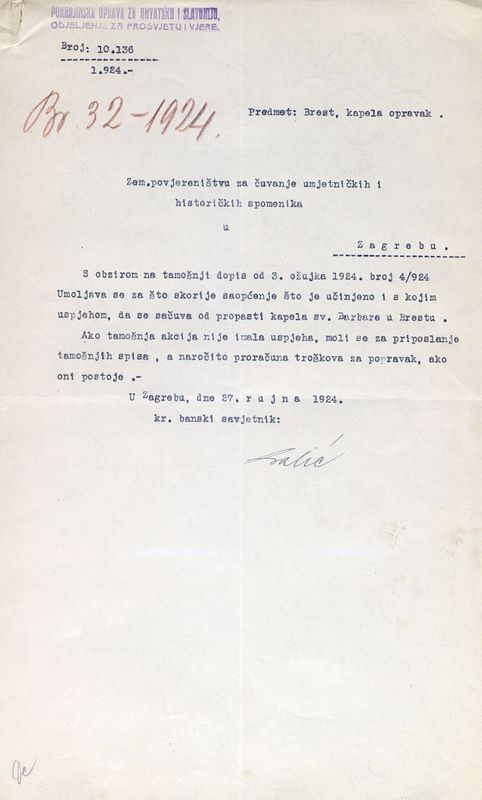 POKRAJINSKA UPRAVA ZA HRVATSKU I SLAVONIJU,
ODJELJENJE ZA PROSVJETU I VJERE.
Broj: 10.136
1.924.-
Br 32-1924.
Predmet: Brest, kapela opravak .
Zem.povjereništvu za čuvanje umjetničkih i
historičkih spomenika
u
Zagrebu.
S obzirom na tamošnji dopis od 3. ožujka 1924. broj 4/924
Umoljava se za što skorije saopćenje što je učinjeno i s kojim
uspjehom, da se sačuva od propasti kapela sv. Barbare u Brestu .
Ako tamošnja akcija nije imala uspjeha, moli se za priposlanje
tamošnjih spisa , a naročito proračuna troškova za popravak, ako
oni postoje .-
U Zagrebu, dne 27. rujna 1924.
kr. banski savjetnik: